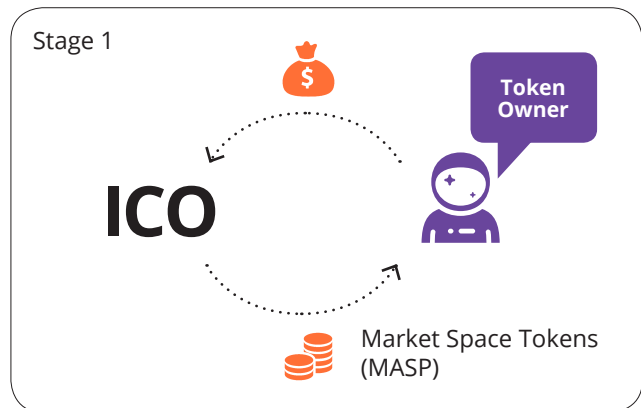 Stage 1
$
Token
Owner
ICO
Market Space Tokens
(MASP)